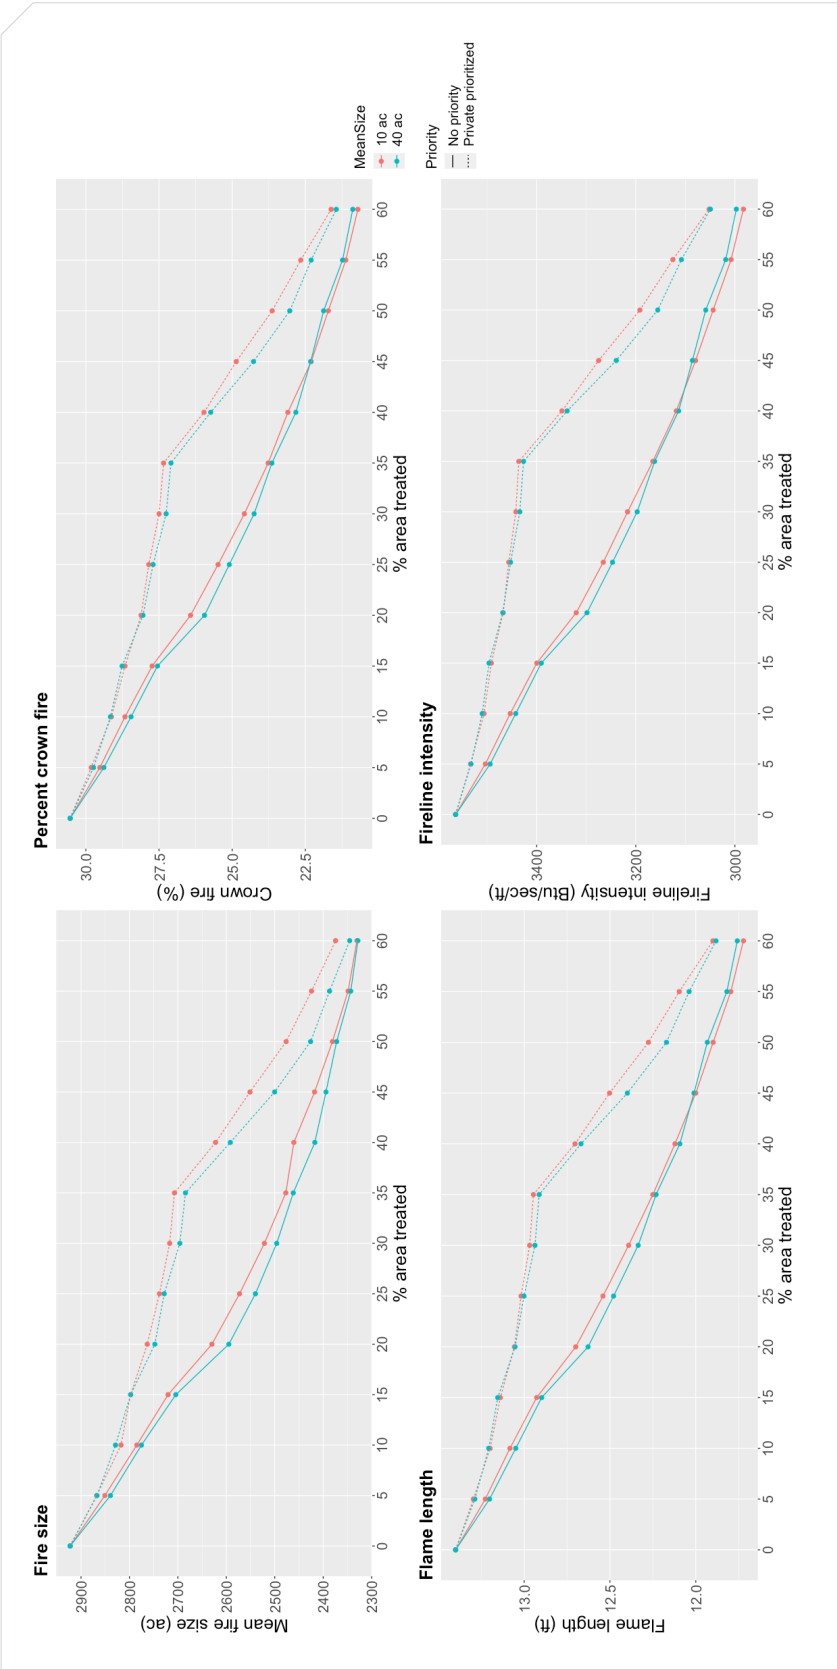 Fire size
Mean fire size (ac)
2900
2800
2700
2600
2500
2400
2300
0 5 10 15 20 25 30 35 40 45 50 55 60
% area treated
Percent crown fire
Crown fire (%)
30.0
27.5
25.0
22.5
0 5 10 15 20 25 30 35 40 45 50 55 60
% area treated
Flame length
Flame length (ft)
13.0
12.5
12.0
0 5 10 15 20 25 30 35 40 45 50 55 60
% area treated
Fireline intensity
Fireline intensity (Btu/sec/ft)
3400
3200
3000
0 5 10 15 20 25 30 35 40 45 50 55 60
% area treated
MeanSize
10 ac
40 ac
Priority
No priority
Private prioritized